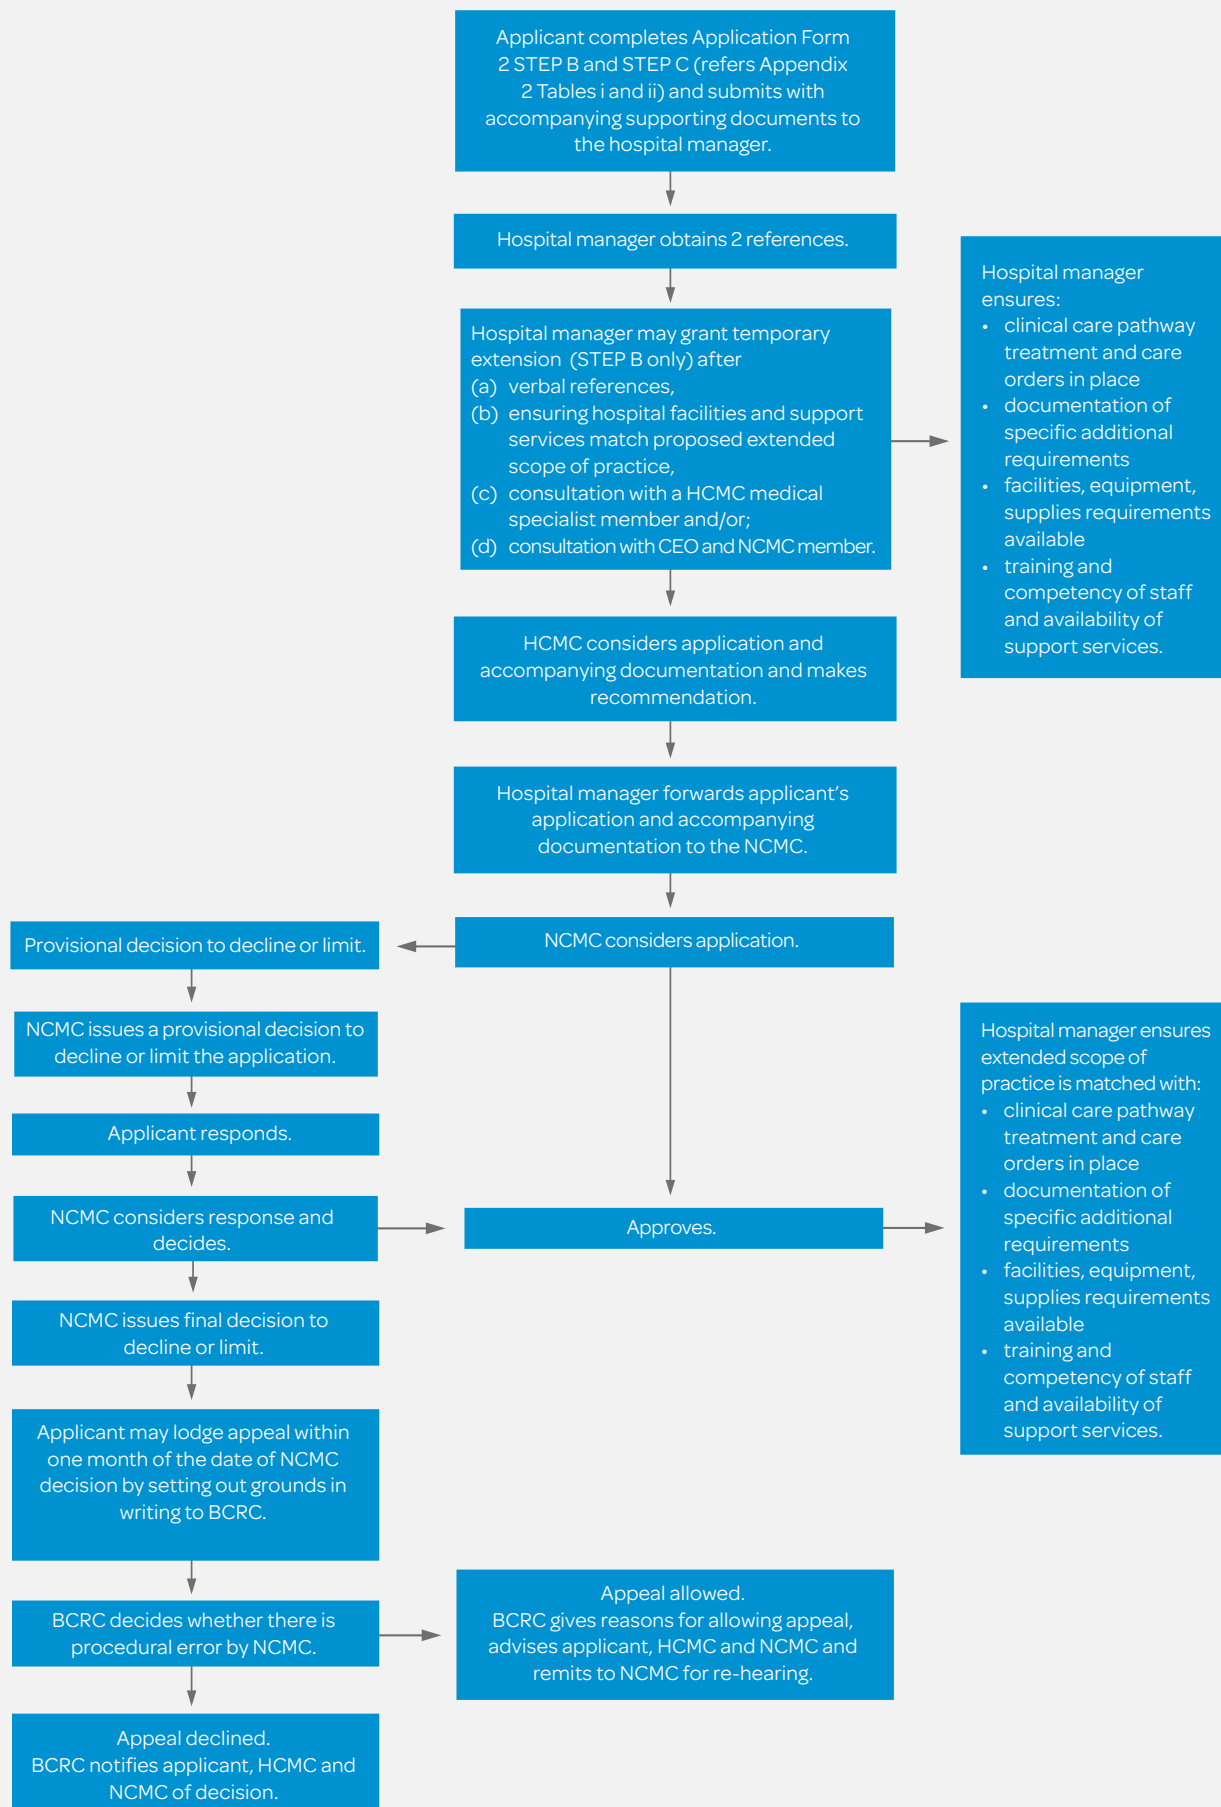 Applicant completes Application Form
2 STEP B and STEP C (refers Appendix
2 Tables i and ii) and submits with
accompanying supporting documents to
the hospital manager.
Hospital manager obtains 2 references.
Hospital manager may grant temporary
extension (STEP B only) after
(a) verbal references,
(b) ensuring hospital facilities and support
services match proposed extended
scope of practice,
(c) consultation with a HCMC medical
specialist member and/or;
(d) consultation with CEO and NCMC member.
Hospital manager
ensures:
• clinical care pathway
treatment and care
orders in place
• documentation of
specific additional
requirements
• facilities, equipment,
supplies requirements
available
• training and
competency of staff
and availability of
support services.
HCMC considers application and
accompanying documentation and makes
recommendation.
Hospital manager forwards applicant's
application and accompanying
documentation to the NCMC.
NCMC considers application.
Provisional decision to decline or limit.
NCMC issues a provisional decision to
decline or limit the application.
Applicant responds.
NCMC considers response and
decides.
Approves.
Hospital manager ensures
extended scope of
practice is matched with:
• clinical care pathway
treatment and care
orders in place
• documentation of
specific additional
requirements
• facilities, equipment,
supplies requirements
available
• training and
competency of staff
and availability of
support services.
NCMC issues final decision to
decline or limit.
Applicant may lodge appeal within
one month of the date of NCMC
decision by setting out grounds in
writing to BCRC.
BCRC decides whether there is
procedural error by NCMC.
Appeal allowed.
BCRC gives reasons for allowing appeal,
advises applicant, HCMC and NCMC and
remits to NCMC for re-hearing.
Appeal declined.
BCRC notifies applicant, HCMC and
NCMC of decision.